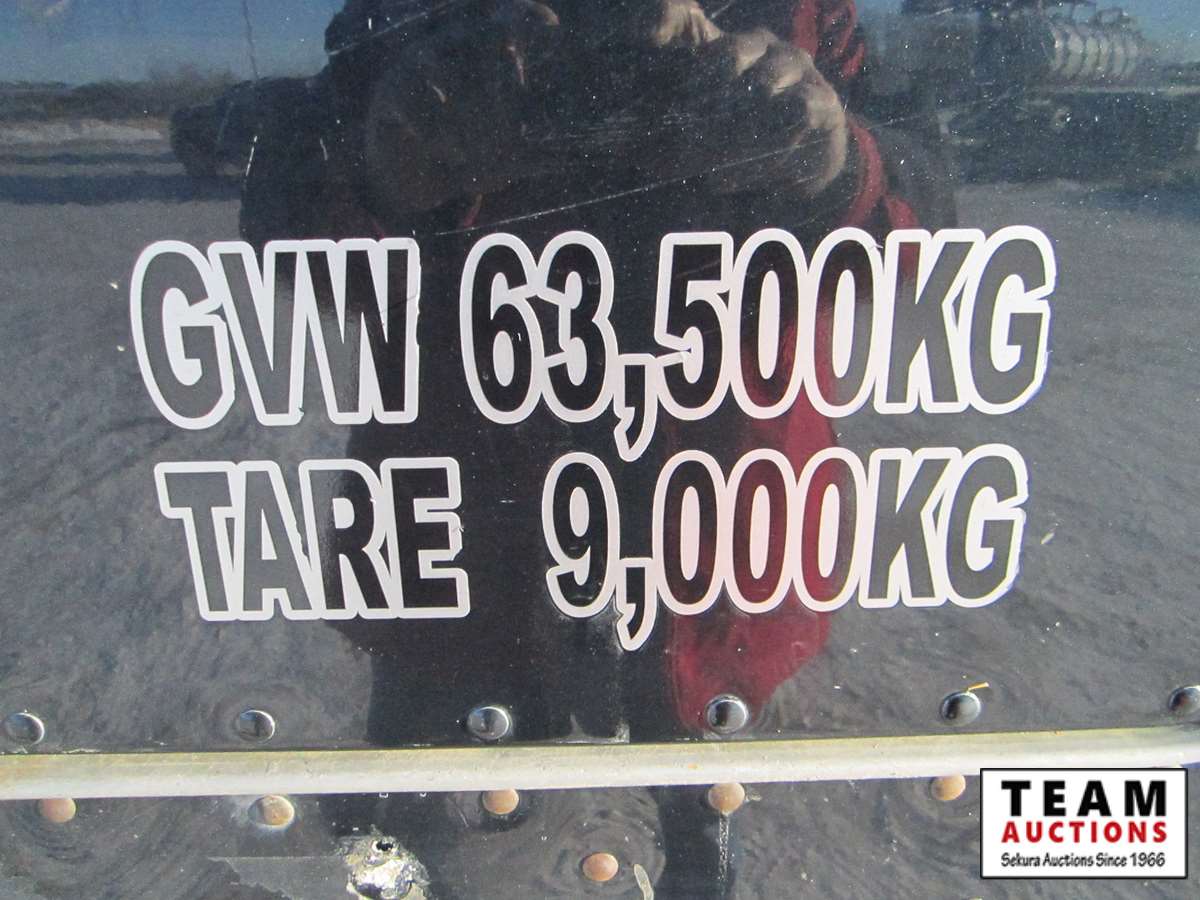 GVW 63,500KG
TARE 9,000KG
TEAM
AUCTIONS
Sekura Auctions Since 1966